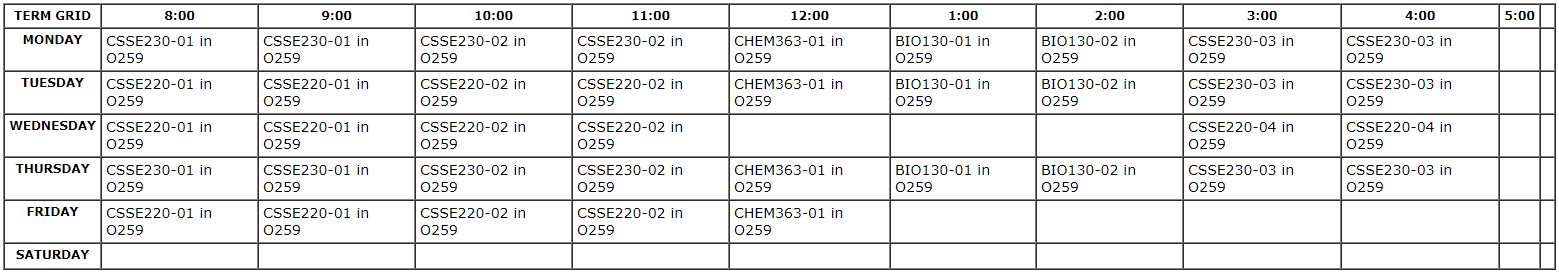 TERM GRID 8:00 9:00 10:00 11:00 12:00 1:00 2:00 3:00 4:00 5:00
MONDAY CSSE230-01 in CSSE230-01 in CSSE230-02 in CSSE230-02 in CHEM363-01 in BIO130-01 in BIO130-02 in CSSE230-03 in CSSE230-03 in
O259 O259 O259 O259 O259 O259 O259 O259 O259
TUESDAY CSSE220-01 in CSSE220-01 in CSSE220-02 in CSSE220-02 in CHEM363-01 in BIO130-01 in BIO130-02 in CSSE230-03 in CSSE230-03 in
O259 O259 O259 O259 O259 O259 O259 O259 O259
WEDNESDAY CSSE220-01 in CSSE220-01 in CSSE220-02 in CSSE220-02 in CSSE220-04 in CSSE220-04 in
O259 O259 O259 O259 O259 O259
THURSDAY CSSE230-01 in CSSE230-01 in CSSE230-02 in CSSE230-02 in CHEM363-01 in BIO130-01 in BIO130-02 in CSSE230-03 in CSSE230-03 in
O259 O259 O259 O259 O259 O259 O259 O259 O259
FRIDAY CSSE220-01 in CSSE220-01 in CSSE220-02 in CSSE220-02 in CHEM363-01 in
O259 O259 O259 O259 O259
SATURDAY